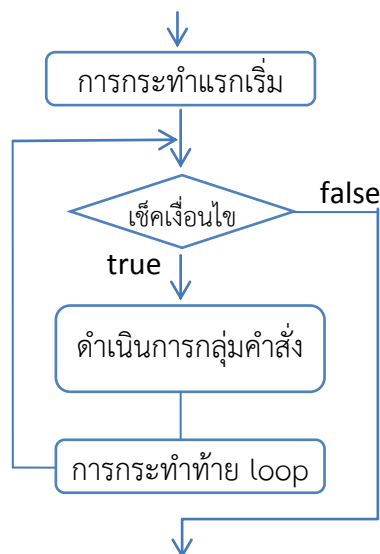 การกระทำแรกเริ่ม
เช็คเงื่อนไข
false
true
ดำเนินการกลุ่มคำสั่ง
การกระทำท้าย loop